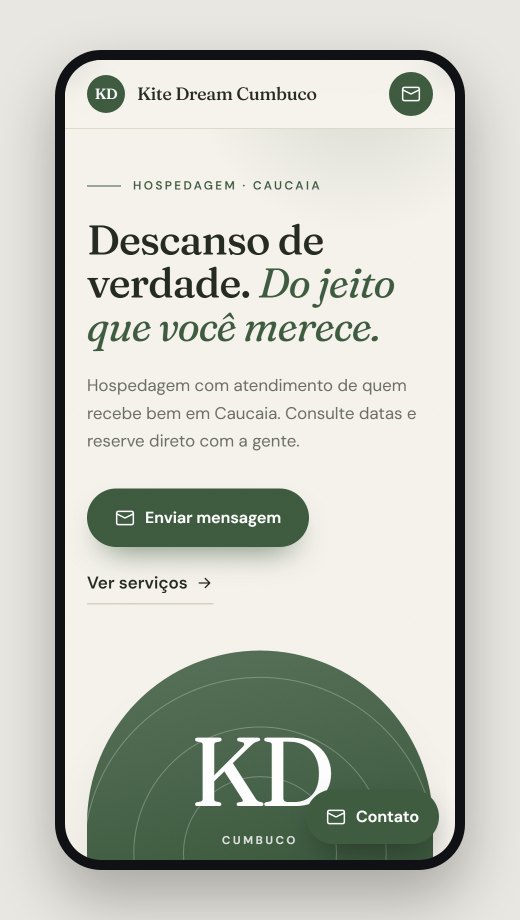 KD Kite Dream Cumbuco
HOSPEDAGEM · CAUCAIA
Descanso de
verdade. Do jeito
que você merece.
Hospedagem com atendimento de quem
recebe bem em Caucaia. Consulte datas e
reserve direto com a gente.
Enviar mensagem
Ver serviços →
KD
Contato
CUMBUCO